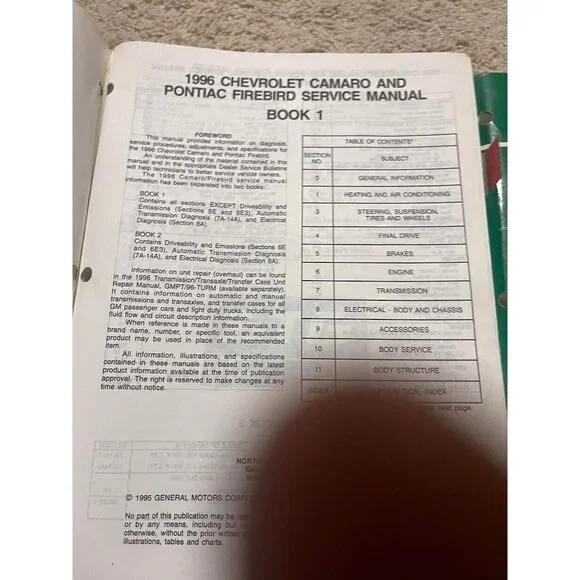 1996 CHEVROLET CAMARO AND
PONTIAC FIREBIRD SERVICE MANUAL
BOOK 1
FOREWORD
This manual provides information on diagnosis,
service procedures, adjustments, and specifications for
the 1996 Chevrolet Camaro and Pontiac Firebird.
An understanding of the material contained in this
manual and in the appropriate Dealer Service Bulletins
will help technicians to better service vehicle owners.
The 1996 Camaro/Firebird service manual
information has been separated into two books:
BOOK 1
Contains all sections EXCEPT Driveability and
Emissions (Sections 6E and 6E3), Automatic
Transmission Diagnosis (7A-14A), and Electrical
Diagnosis (Section 8A).
BOOK 2
Contains Driveability and Emissions (Sections 6E
and 6E3), Automatic Transmission Diagnosis
(7A-14A), and Electrical Diagnosis (Section 8A).
Information on unit repair (overhaul) can be found
in the 1996 Transmission/Transaxle/Transfer Case Unit
Repair Manual, GMPT/96-TURM (available separately).
It contains information on automatic and manual
transmissions and transaxles, and transfer cases for all
GM passenger cars and light duty trucks, including the
fluid flow and circuit description information.
When reference is made in these manuals to a
brand name, number, or specific tool, an equivalent
product may be used in place of the recommended
item.
All information, illustrations, and specifications
contained in these manuals are based on the latest
product information available at the time of publication
approval. The right is reserved to make changes at any
time without notice.
TABLE OF CONTENTS*
SECTION NO. SUBJECT
0 GENERAL INFORMATION
1 HEATING AND AIR CONDITIONING
3 STEERING, SUSPENSION,
TIRES AND WHEELS
4 FINAL DRIVE
5 BRAKES
6 ENGINE
7 TRANSMISSION
8 ELECTRICAL - BODY AND CHASSIS
9 ACCESSORIES
10 BODY SERVICE
11 BODY STRUCTURE
INDEX INDEX
next page.
NORTH
© 1995 GENERAL MOTORS
No part of this publication may be
or by any means, including but
otherwise, without the prior written
illustrations, tables and charts.